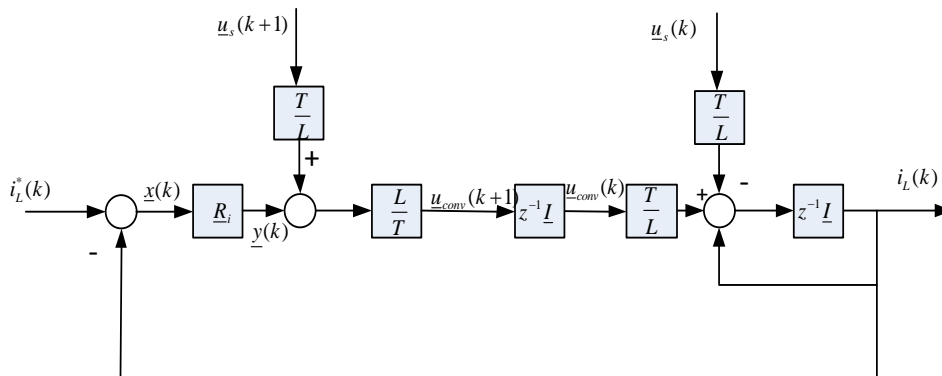 u_s(k+1)
u_s(k)
T
L
T
L
+
i_L^*(k)
x(k)
R_i
y(k)
L
T
u_conv(k+1)
z^{-1} I
u_conv(k)
T
L
+
-
z^{-1} I
i_L(k)
-